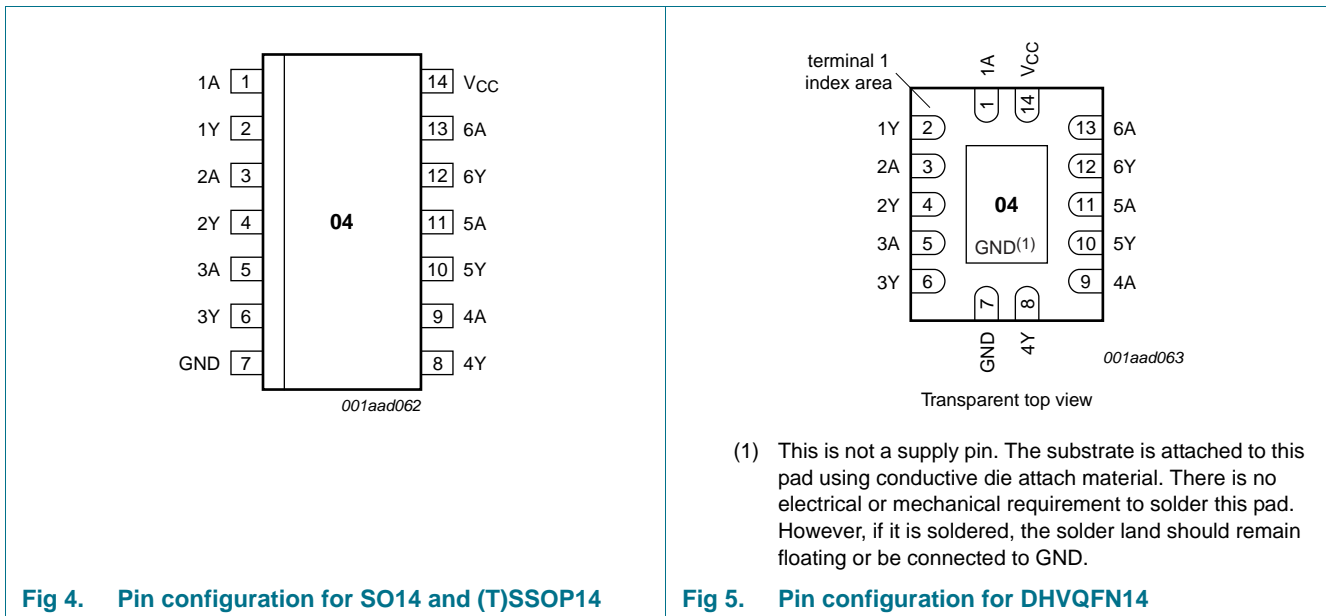 1A 1 14 VCC
1Y 2 13 6A
2A 3 12 6Y
2Y 4 04 11 5A
3A 5 10 5Y
3Y 6 9 4A
GND 7 8 4Y
001aad062
Fig 4. Pin configuration for SO14 and (T)SSOP14
terminal 1
index area
1A VCC
1 14
1Y 2 13 6A
2A 3 12 6Y
2Y 4 04 11 5A
3A 5 GND(1) 10 5Y
3Y 6 9 4A
7 8
GND 4Y
001aad063
Transparent top view
(1) This is not a supply pin. The substrate is attached to this
pad using conductive die attach material. There is no
electrical or mechanical requirement to solder this pad.
However, if it is soldered, the solder land should remain
floating or be connected to GND.
Fig 5. Pin configuration for DHVQFN14